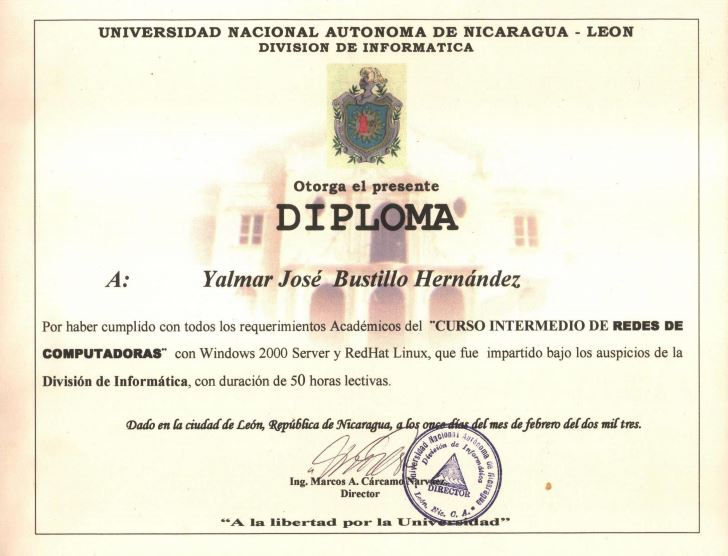 UNIVERSIDAD NACIONAL AUTONOMA DE NICARAGUA - LEON
DIVISION DE INFORMATICA
Otorga el presente
DIPLOMA
A: Yalmar José Bustillo Hernández
Por haber cumplido con todos los requerimientos Académicos del "CURSO INTERMEDIO DE REDES DE
COMPUTADORAS" con Windows 2000 Server y RedHat Linux, que fue impartido bajo los auspicios de la
División de Informática, con duración de 50 horas lectivas.
Dado en la ciudad de León, República de Nicaragua, a los once días del mes de febrero del dos mil tres.
Ing. Marcos A. Cárcamo Narváez
Director
Universidad Nacional Autónoma de Nicaragua
División de Informática
DIRECTOR
León, Nic. C. A.
"A la libertad por la Universidad"